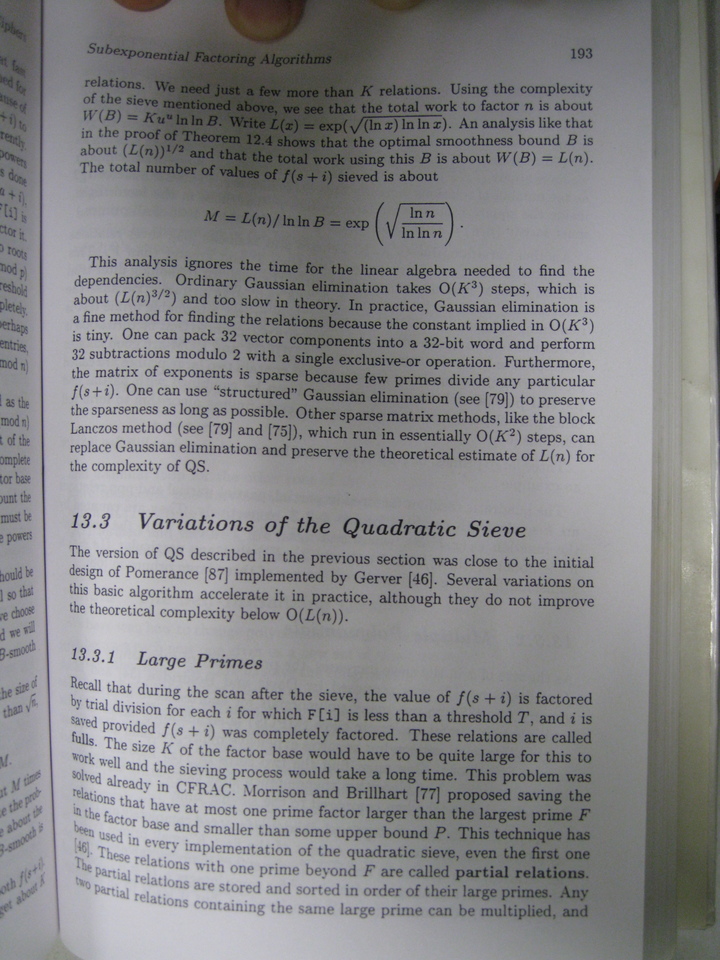 Subexponential Factoring Algorithms 193
relations. We need just a few more than K relations. Using the complexity
of the sieve mentioned above, we see that the total work to factor n is about
W(B) = Ku^u ln ln B. Write L(x) = exp(√(ln x) ln ln x). An analysis like that
in the proof of Theorem 12.4 shows that the optimal smoothness bound B is
about (L(n))^{1/2} and that the total work using this B is about W(B) = L(n).
The total number of values of f(s + i) sieved is about
M = L(n)/ ln ln B = exp (√(ln n / ln ln n)).
This analysis ignores the time for the linear algebra needed to find the
dependencies. Ordinary Gaussian elimination takes O(K^3) steps, which is
about (L(n)^{3/2}) and too slow in theory. In practice, Gaussian elimination is
a fine method for finding the relations because the constant implied in O(K^3)
is tiny. One can pack 32 vector components into a 32-bit word and perform
32 subtractions modulo 2 with a single exclusive-or operation. Furthermore,
the matrix of exponents is sparse because few primes divide any particular
f(s+i). One can use “structured” Gaussian elimination (see [79]) to preserve
the sparseness as long as possible. Other sparse matrix methods, like the block
Lanczos method (see [79] and [75]), which run in essentially O(K^2) steps, can
replace Gaussian elimination and preserve the theoretical estimate of L(n) for
the complexity of QS.
13.3 Variations of the Quadratic Sieve
The version of QS described in the previous section was close to the initial
design of Pomerance [87] implemented by Gerver [46]. Several variations on
this basic algorithm accelerate it in practice, although they do not improve
the theoretical complexity below O(L(n)).
13.3.1 Large Primes
Recall that during the scan after the sieve, the value of f(s + i) is factored
by trial division for each i for which F[i] is less than a threshold T, and i is
saved provided f(s + i) was completely factored. These relations are called
fulls. The size K of the factor base would have to be quite large for this to
work well and the sieving process would take a long time. This problem was
solved already in CFRAC. Morrison and Brillhart [77] proposed saving the
relations that have at most one prime factor larger than the largest prime F
in the factor base and smaller than some upper bound P. This technique has
been used in every implementation of the quadratic sieve, even the first one
[46]. These relations with one prime beyond F are called partial relations.
The partial relations are stored and sorted in order of their large primes. Any
two partial relations containing the same large prime can be multiplied, and